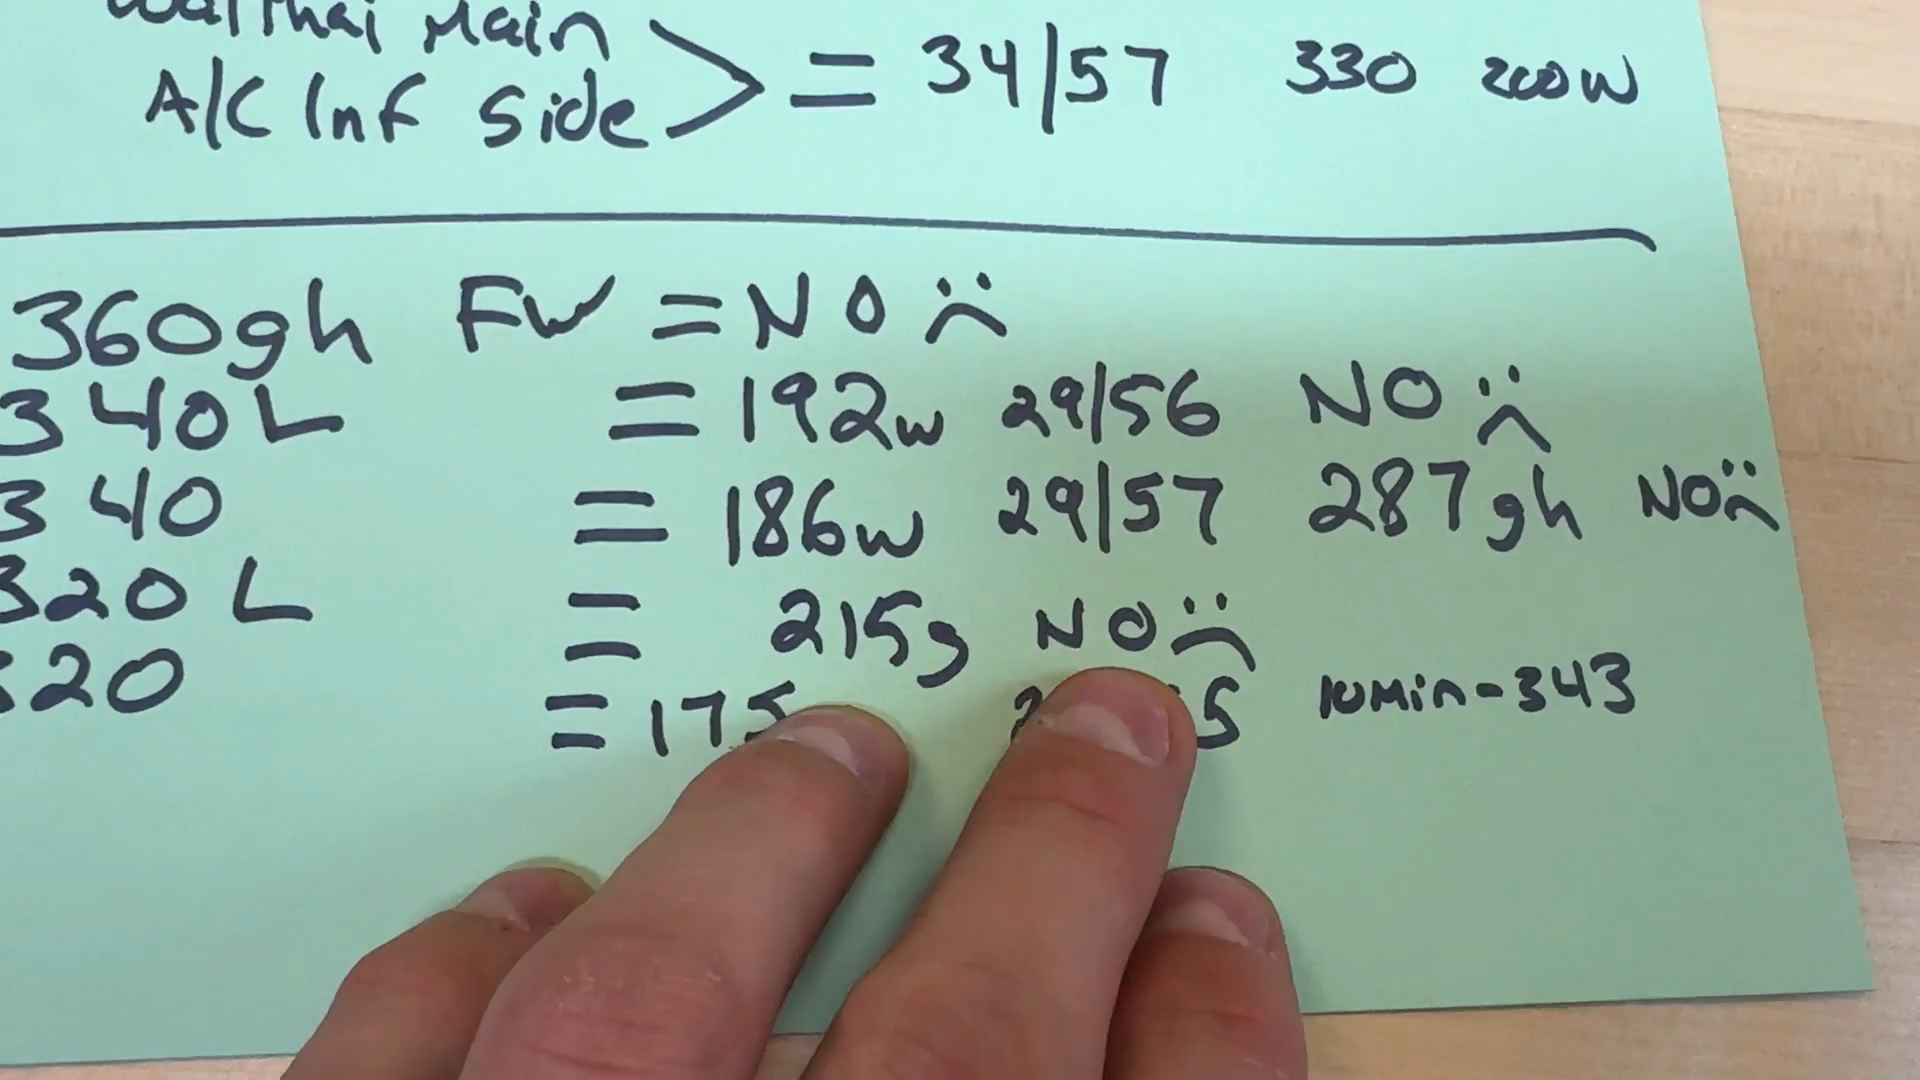 Main
A/C Inf Side > = 34/57 330 200w
360gh FW = NO
340L = 192w 29/56 NO
340 = 186w 29/57 287gh NO
320L = 215g NO
320 = 175 10min-343